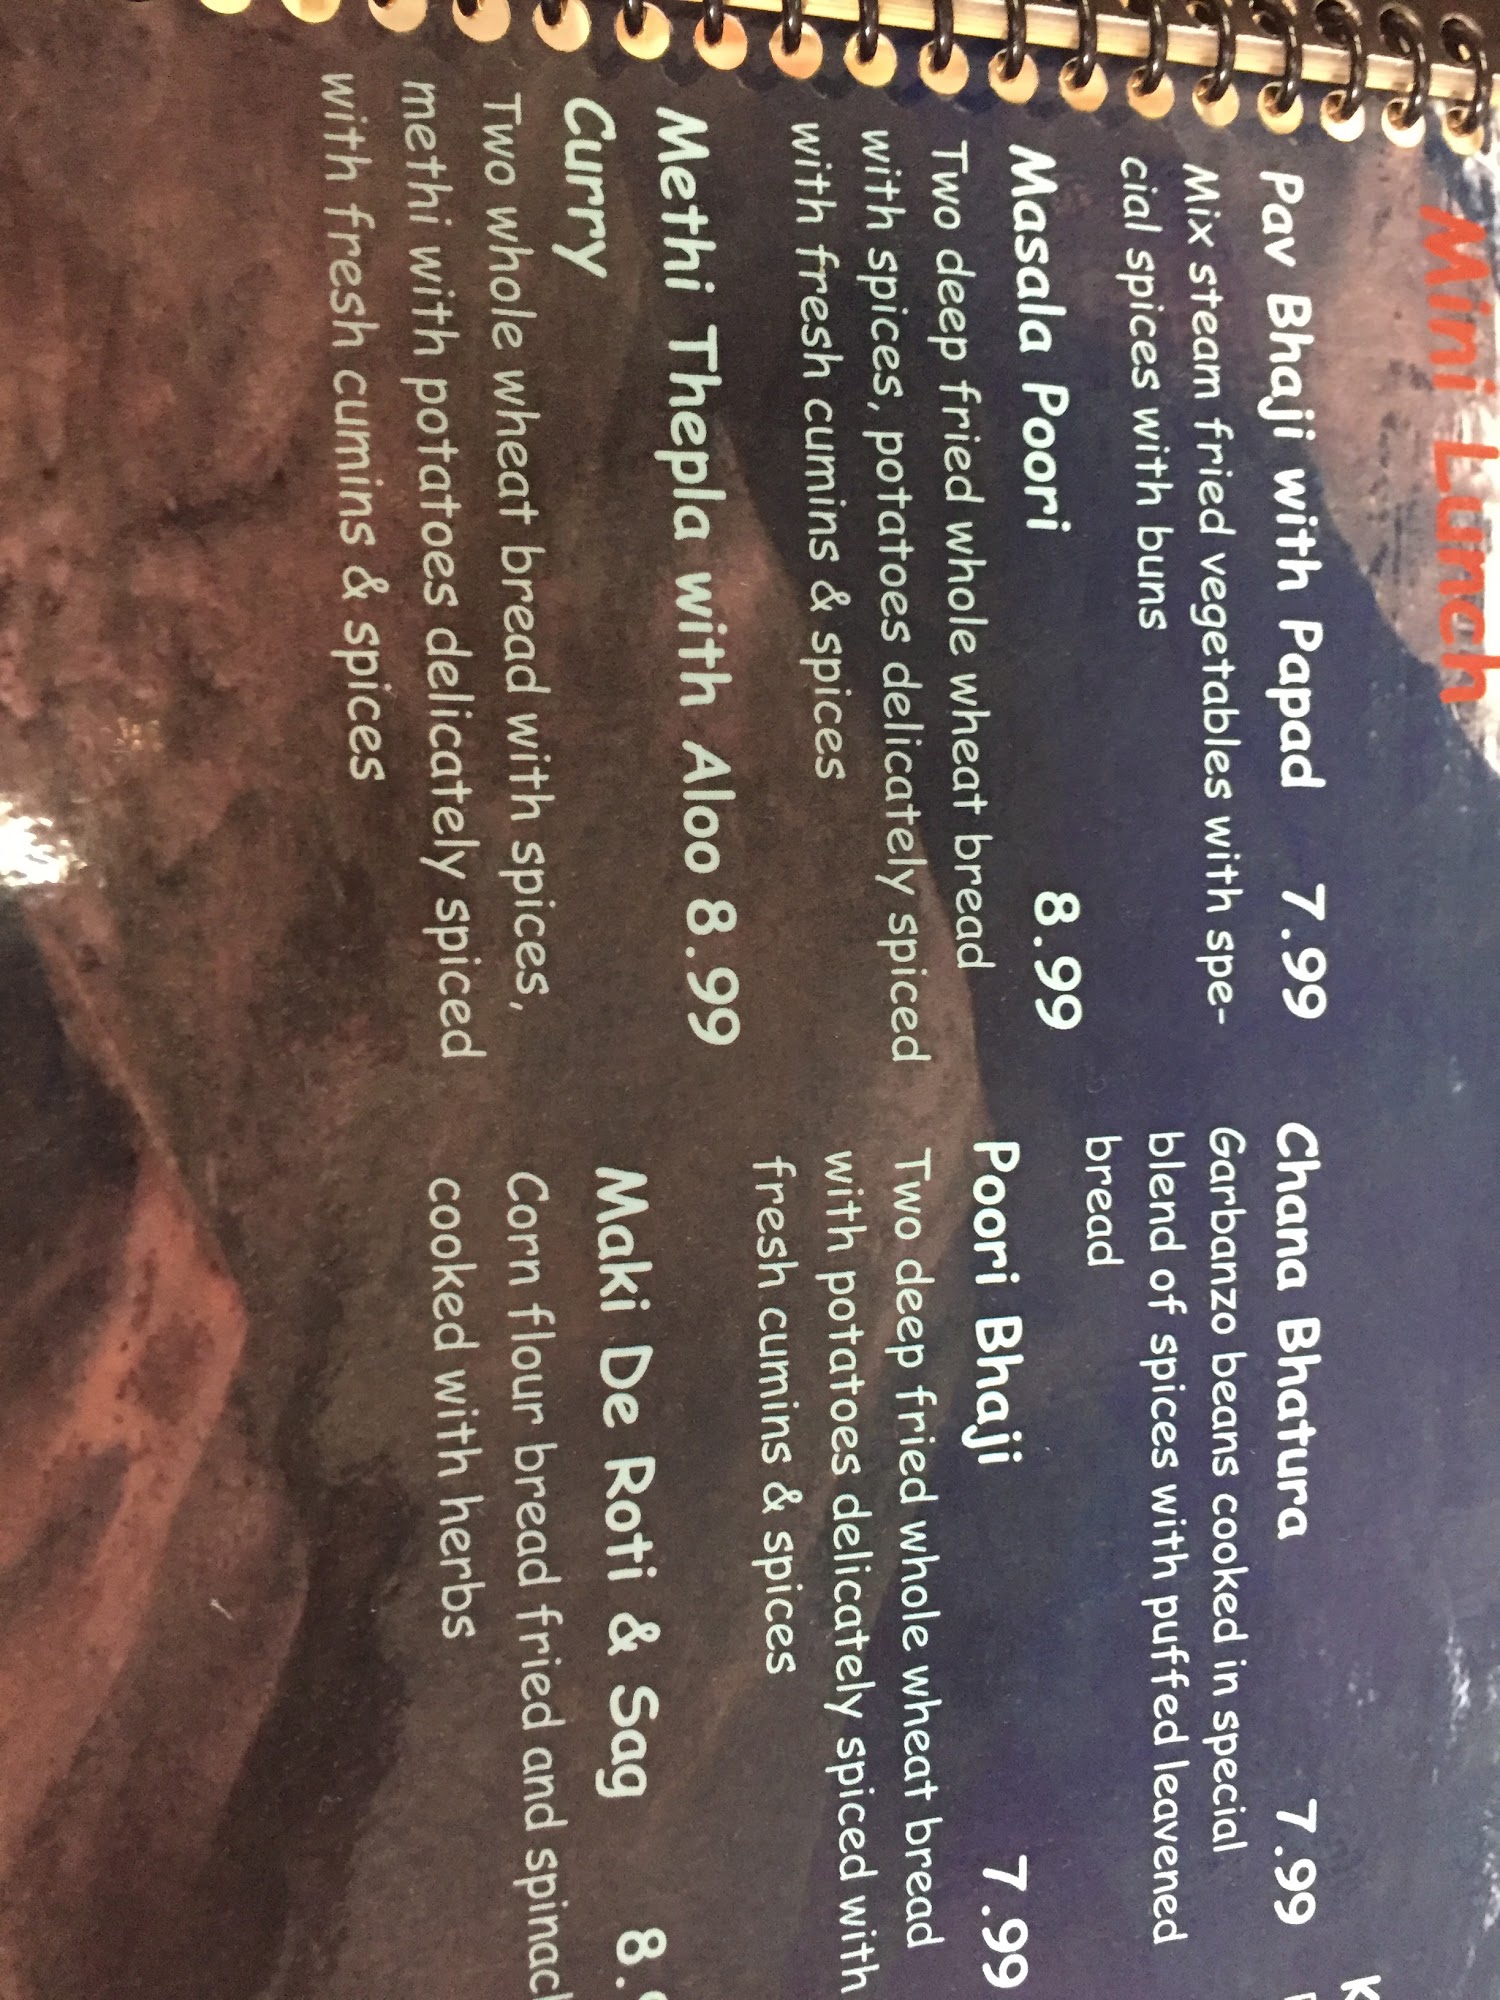 Mini Lunch
Pav Bhaji with Papad 7.99
Mix steam fried vegetables with spe-
cial spices with buns
Masala Poori 8.99
Two deep fried whole wheat bread
with spices, potatoes delicately spiced
with fresh cumins & spices
Methi Thepla with Aloo 8.99
Curry
Two whole wheat bread with spices,
methi with potatoes delicately spiced
with fresh cumins & spices
Chana Bhatura 7.99
Garbanzo beans cooked in special
blend of spices with puffed leavened
bread
Poori Bhaji 7.99
Two deep fried whole wheat bread
with potatoes delicately spiced with
fresh cumins & spices
Maki De Roti & Sag 8.
Corn flour bread fried and spinac
cooked with herbs
K